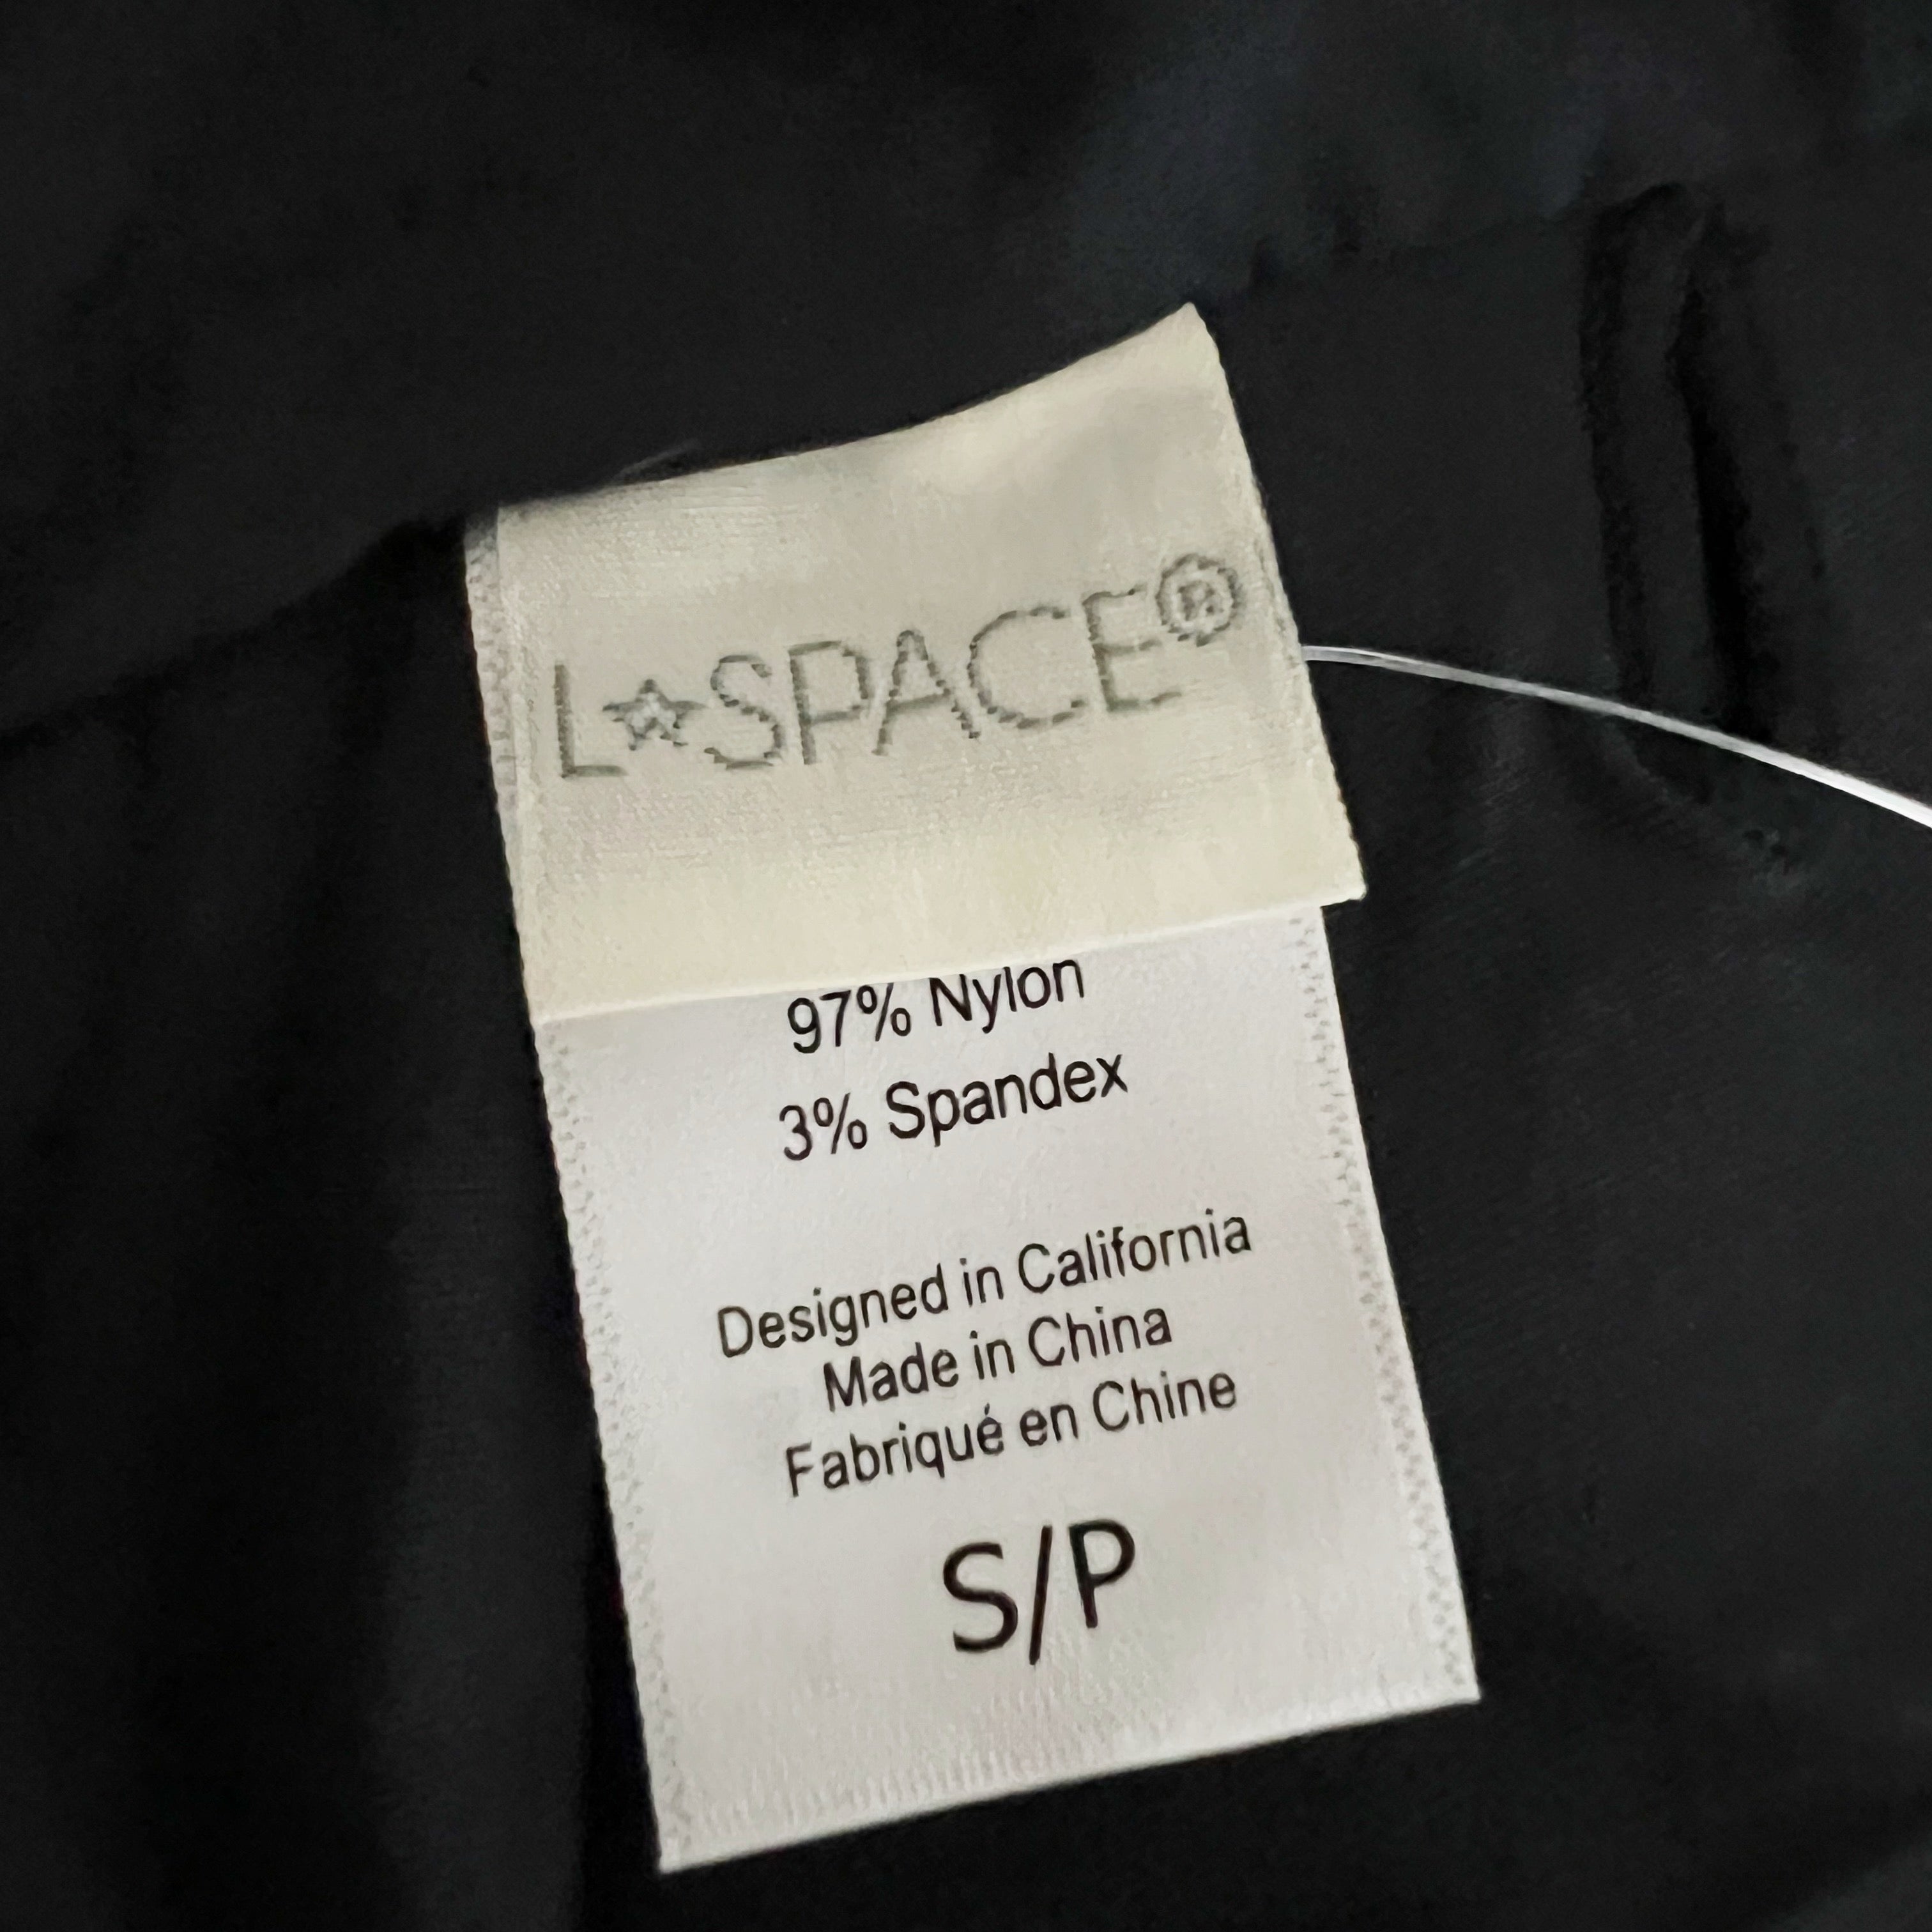 L★SPACE®
97% Nylon
3% Spandex
Designed in California
Made in China
Fabriqué en Chine
S/P